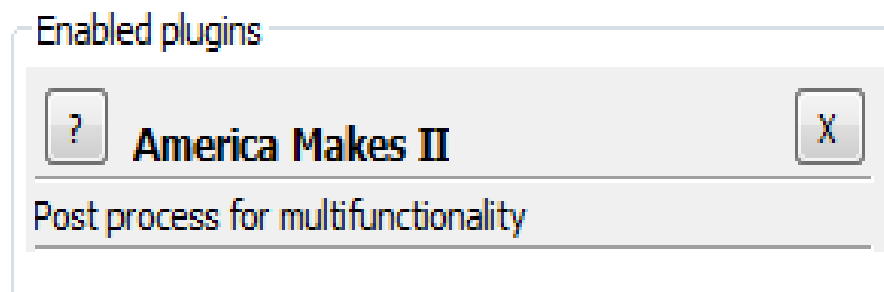 Enabled plugins
? America Makes II X
Post process for multifunctionality